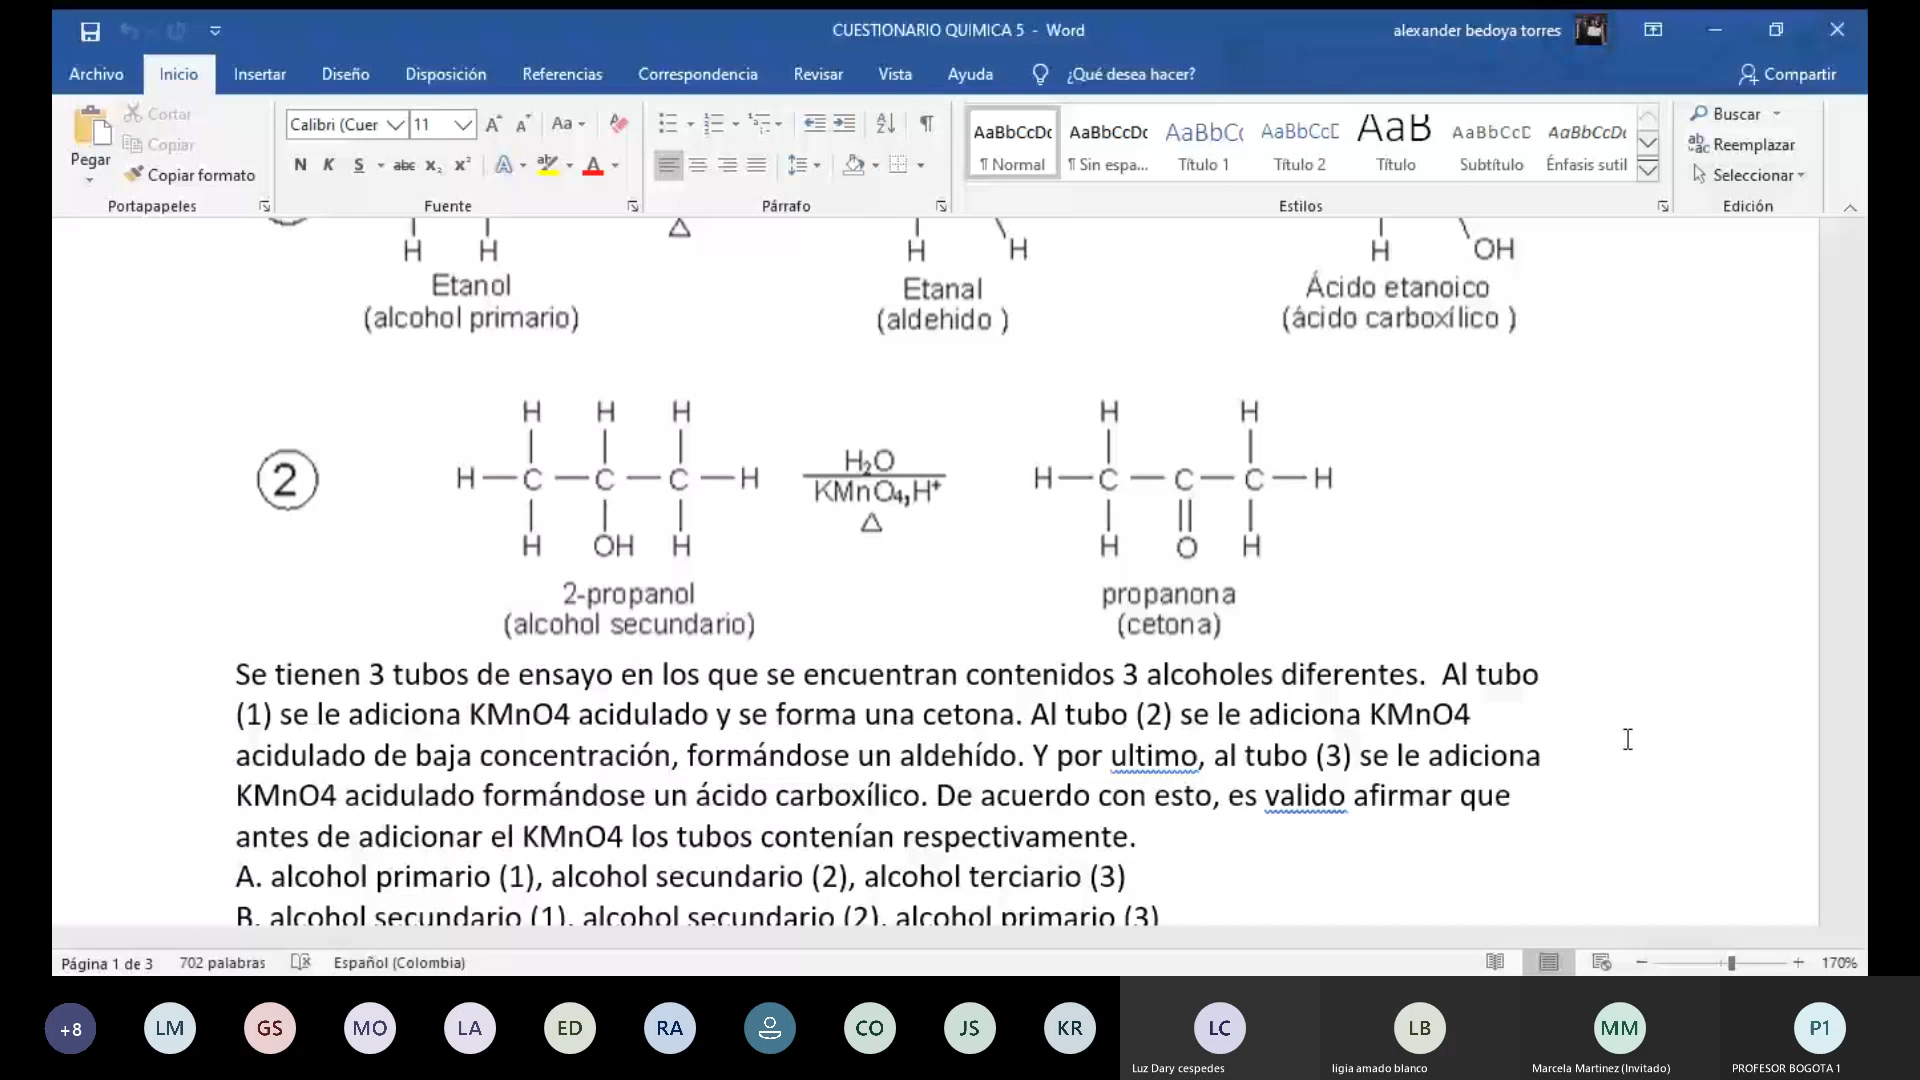 CUESTIONARIO QUIMICA 5 - Word
alexander bedoya torres
Archivo Inicio Insertar Diseño Disposición Referencias Correspondencia Revisar Vista Ayuda ¿Qué desea hacer? Compartir
Pegar
Cortar
Copiar
Copiar formato
Portapapeles
Calibri (Cuer 11
Aa
N K S abc x₂ x²
Fuente
Párrafo
AaBbCcDc AaBbCcDc AaBbC( AaBbCcE AaB AaBbCcD AaBbCcDı
¶ Normal ¶ Sin espa... Título 1 Título 2 Título Subtítulo Énfasis sutil
Estilos
Buscar
Reemplazar
Seleccionar
Edición
H H △ H H H OH
Etanol Etanal Ácido etanoico
(alcohol primario) (aldehido ) (ácido carboxílico )
H H H H H
2 H — C — C — C — H H₂O H — C — C — C — H
KMnO₄,H⁺
△
H OH H H O H
2-propanol propanona
(alcohol secundario) (cetona)
Se tienen 3 tubos de ensayo en los que se encuentran contenidos 3 alcoholes diferentes. Al tubo
(1) se le adiciona KMnO4 acidulado y se forma una cetona. Al tubo (2) se le adiciona KMnO4
acidulado de baja concentración, formándose un aldehído. Y por ultimo, al tubo (3) se le adiciona
KMnO4 acidulado formándose un ácido carboxílico. De acuerdo con esto, es valido afirmar que
antes de adicionar el KMnO4 los tubos contenían respectivamente.
A. alcohol primario (1), alcohol secundario (2), alcohol terciario (3)
B. alcohol secundario (1), alcohol secundario (2), alcohol primario (3)
Página 1 de 3 702 palabras Español (Colombia) 170%
+8 LM GS MO LA ED RA CO JS KR LC LB MM P1
Luz Dary cespedes ligia amado blanco Marcela Martinez (Invitado) PROFESOR BOGOTA 1